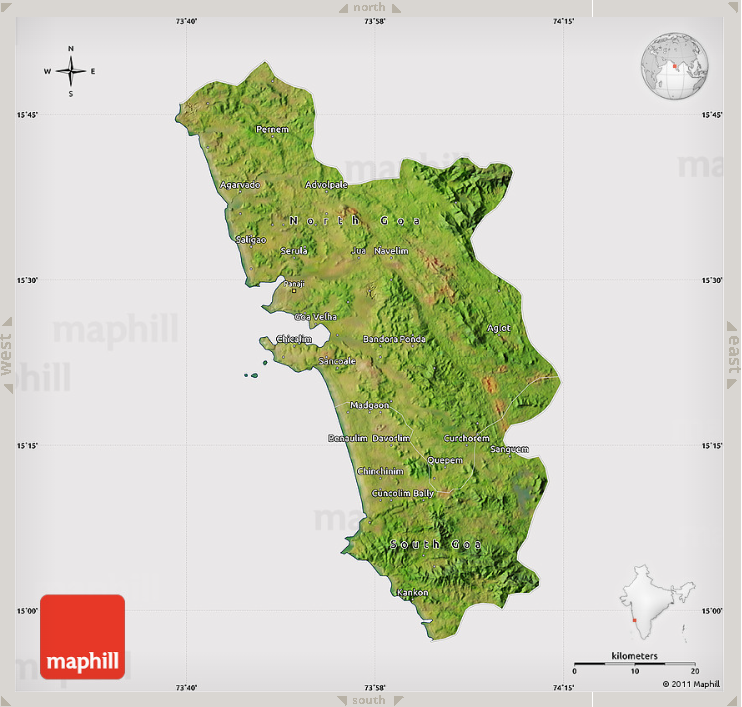 north
73°40' 73°58' 74°15'
N
W E
S
15°45' 15°45'
Pernem
maphill
Agarvado Advolpale
North Goa
Saligao
Serula Jua Navelim
15°30' 15°30'
Panaji
Goa Velha
maphill
Aglot
Chicalim Bandora Ponda
west east
Sancoale
Madgaon
Benaulim Davorlim Curchorem
15°15' 15°15'
Sanguem
Quepem
Chinchinim
Cuncolim Bally
South Goa
Kankon
15°00' 15°00'
maphill
kilometers
0 10 20
© 2011 Maphill
73°40' 73°58' 74°15'
south